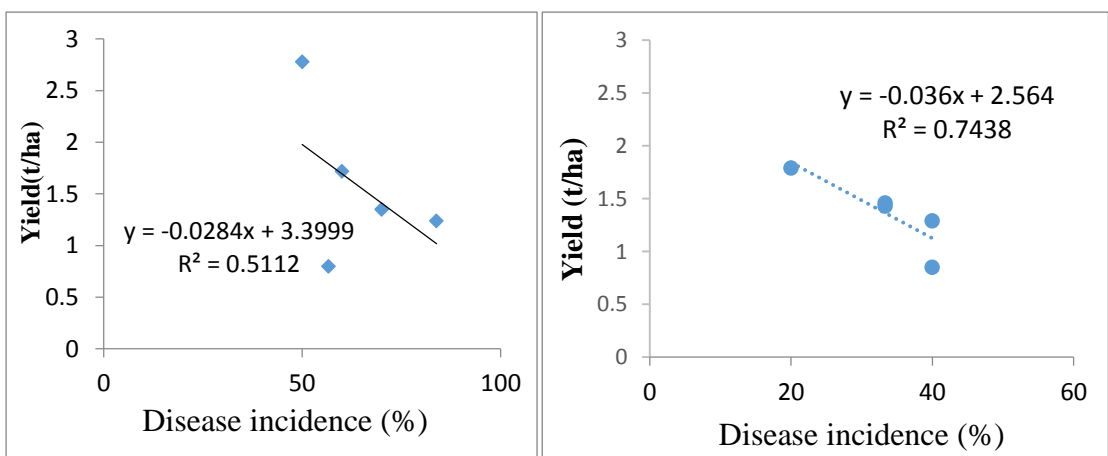 3
2.5
2
1.5
1
0.5
0
0
50
100
Yield(t/ha)
Disease incidence (%)
y = -0.0284x + 3.3999
R² = 0.5112
3
2.5
2
1.5
1
0.5
0
0
20
40
60
Yield (t/ha)
Disease incidence (%)
y = -0.036x + 2.564
R² = 0.7438